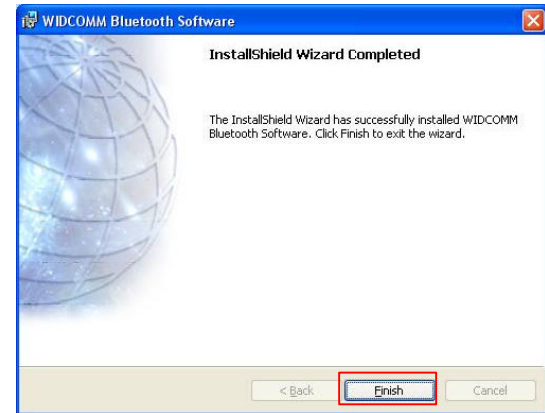 WIDCOMM Bluetooth Software
InstallShield Wizard Completed
The InstallShield Wizard has successfully installed WIDCOMM
Bluetooth Software. Click Finish to exit the wizard.
< Back Finish Cancel